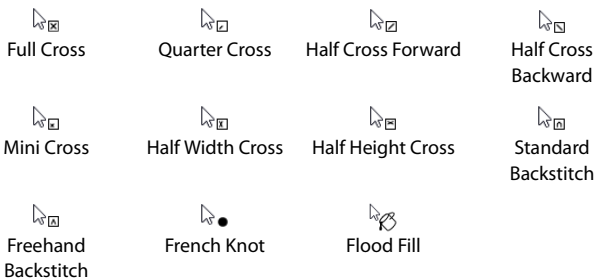 Full Cross
Quarter Cross
Half Cross Forward
Half Cross
Backward
Mini Cross
Half Width Cross
Half Height Cross
Standard
Backstitch
Freehand
Backstitch
French Knot
Flood Fill